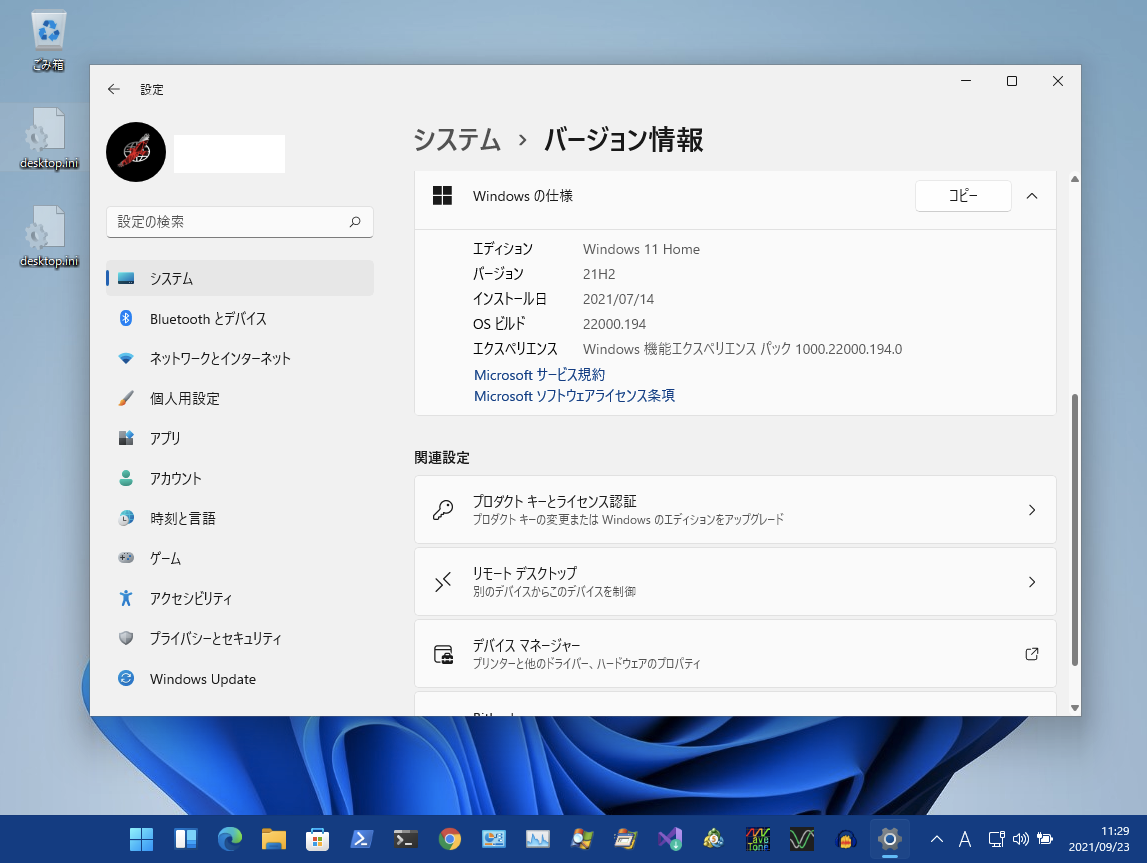 ごみ箱
desktop.ini
desktop.ini
設定
設定の検索
システム
Bluetooth とデバイス
ネットワークとインターネット
個人用設定
アプリ
アカウント
時刻と言語
ゲーム
アクセシビリティ
プライバシーとセキュリティ
Windows Update
システム › バージョン情報
Windows の仕様
コピー
エディション Windows 11 Home
バージョン 21H2
インストール日 2021/07/14
OS ビルド 22000.194
エクスペリエンス Windows 機能エクスペリエンス パック 1000.22000.194.0
Microsoft サービス規約
Microsoft ソフトウェアライセンス条項
関連設定
プロダクト キーとライセンス認証
プロダクト キーの変更または Windows のエディションをアップグレード
リモート デスクトップ
別のデバイスからこのデバイスを制御
デバイス マネージャー
プリンターと他のドライバー、ハードウェアのプロパティ
A
11:29
2021/09/23